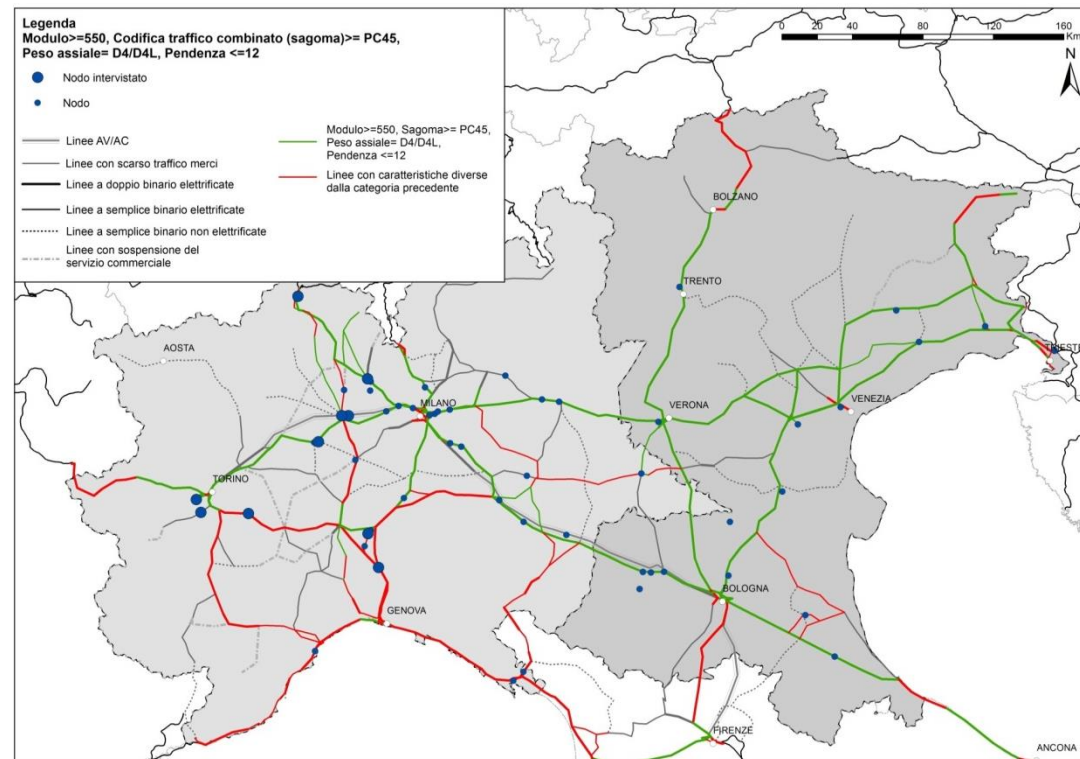 Legenda
Modulo>=550, Codifica traffico combinato (sagoma)>= PC45,
Peso assiale= D4/D4L, Pendenza <=12
Nodo intervistato
Nodo
Linee AV/AC
Linee con scarso traffico merci
Linee a doppio binario elettrificate
Linee a semplice binario elettrificate
Linee a semplice binario non elettrificate
Linee con sospensione del
servizio commerciale
Modulo>=550, Sagoma>= PC45,
Peso assiale= D4/D4L,
Pendenza <=12
Linee con caratteristiche diverse
dalla categoria precedente
0 20 40 80 120 160
Km
N
BOLZANO
TRENTO
AOSTA
TRIESTE
MILANO
VERONA
VENEZIA
TORINO
BOLOGNA
GENOVA
FIRENZE
ANCONA